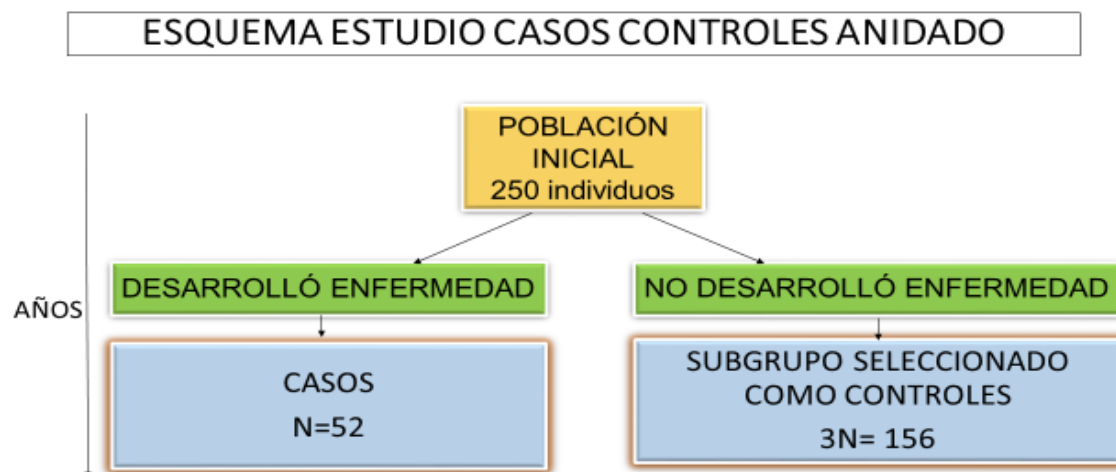 ESQUEMA ESTUDIO CASOS CONTROLES ANIDADO
POBLACIÓN
INICIAL
250 individuos
DESARROLLÓ ENFERMEDAD
NO DESARROLLÓ ENFERMEDAD
AÑOS
CASOS
N=52
SUBGRUPO SELECCIONADO
COMO CONTROLES
3N= 156